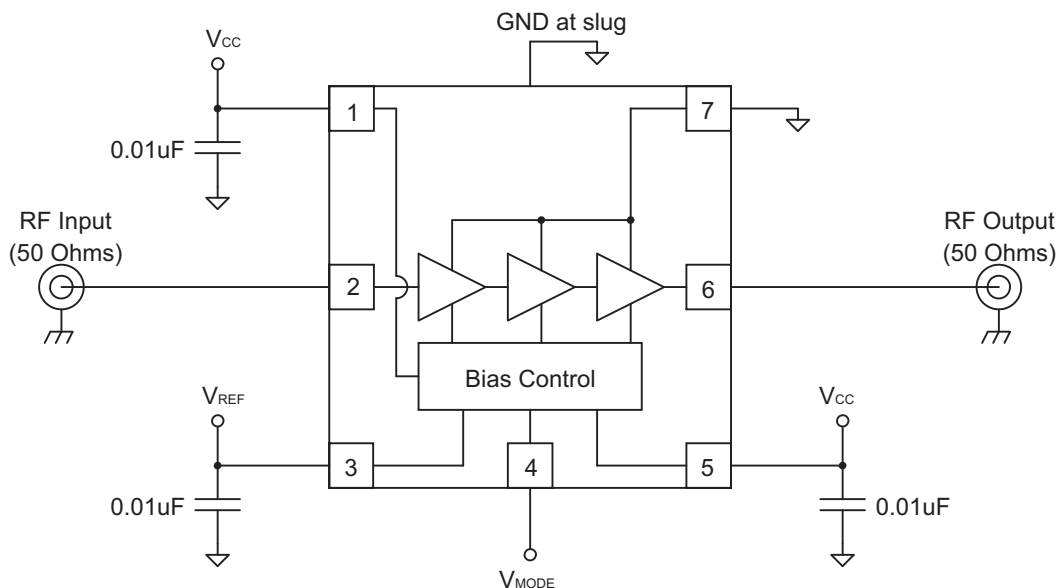 GND at slug
VCC
1
7
0.01uF
RF Input
(50 Ohms)
RF Output
(50 Ohms)
2
6
Bias Control
VREF
VCC
3
4
5
0.01uF
0.01uF
VMODE